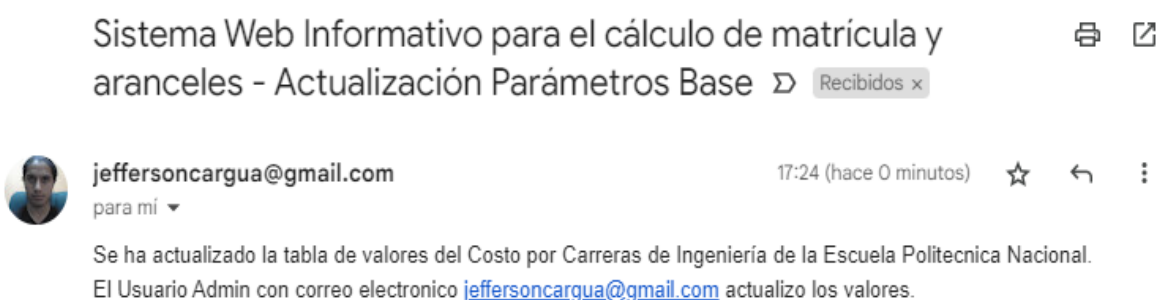 Sistema Web Informativo para el cálculo de matrícula y
aranceles - Actualización Parámetros Base Recibidos ×
jeffersoncargua@gmail.com 17:24 (hace 0 minutos)
para mí
Se ha actualizado la tabla de valores del Costo por Carreras de Ingeniería de la Escuela Politecnica Nacional.
El Usuario Admin con correo electronico jeffersoncargua@gmail.com actualizo los valores.